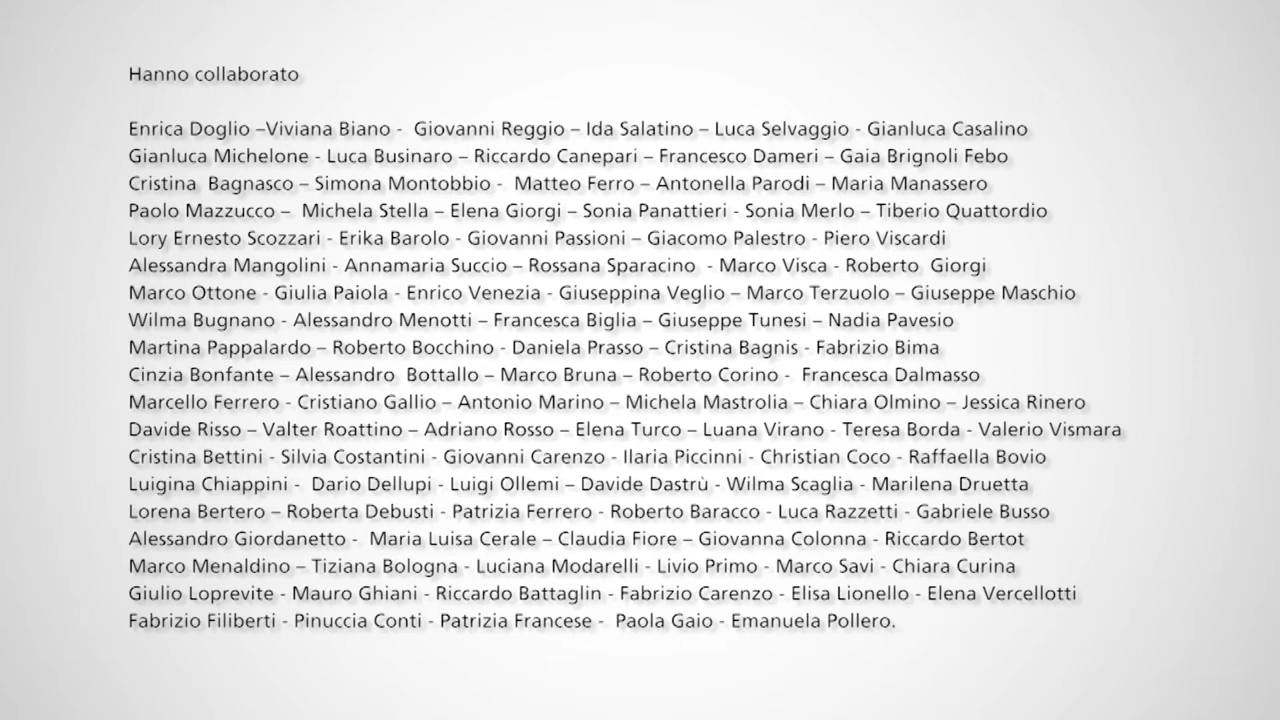 Hanno collaborato
Enrica Doglio –Viviana Biano -  Giovanni Reggio – Ida Salatino – Luca Selvaggio - Gianluca Casalino
Gianluca Michelone - Luca Businaro – Riccardo Canepari – Francesco Dameri – Gaia Brignoli Febo
Cristina  Bagnasco – Simona Montobbio -  Matteo Ferro – Antonella Parodi – Maria Manassero
Paolo Mazzucco –  Michela Stella – Elena Giorgi – Sonia Panattieri - Sonia Merlo – Tiberio Quattordio
Lory Ernesto Scozzari - Erika Barolo - Giovanni Passioni – Giacomo Palestro - Piero Viscardi
Alessandra Mangolini - Annamaria Succio – Rossana Sparacino  - Marco Visca - Roberto  Giorgi
Marco Ottone - Giulia Paiola - Enrico Venezia - Giuseppina Veglio – Marco Terzuolo – Giuseppe Maschio
Wilma Bugnano - Alessandro Menotti – Francesca Biglia – Giuseppe Tunesi – Nadia Pavesio
Martina Pappalardo – Roberto Bocchino - Daniela Prasso – Cristina Bagnis - Fabrizio Bima
Cinzia Bonfante – Alessandro  Bottallo – Marco Bruna – Roberto Corino -  Francesca Dalmasso
Marcello Ferrero - Cristiano Gallio – Antonio Marino – Michela Mastrolia – Chiara Olmino – Jessica Rinero
Davide Risso – Valter Roattino – Adriano Rosso – Elena Turco – Luana Virano - Teresa Borda - Valerio Vismara
Cristina Bettini - Silvia Costantini - Giovanni Carenzo - Ilaria Piccinni - Christian Coco - Raffaella Bovio
Luigina Chiappini -  Dario Dellupi - Luigi Ollemi – Davide Dastrù - Wilma Scaglia - Marilena Druetta
Lorena Bertero – Roberta Debusti - Patrizia Ferrero - Roberto Baracco - Luca Razzetti - Gabriele Busso
Alessandro Giordanetto -  Maria Luisa Cerale – Claudia Fiore – Giovanna Colonna - Riccardo Bertot
Marco Menaldino – Tiziana Bologna - Luciana Modarelli - Livio Primo - Marco Savi - Chiara Curina
Giulio Loprevite - Mauro Ghiani - Riccardo Battaglin - Fabrizio Carenzo - Elisa Lionello - Elena Vercellotti
Fabrizio Filiberti - Pinuccia Conti - Patrizia Francese -  Paola Gaio - Emanuela Pollero.